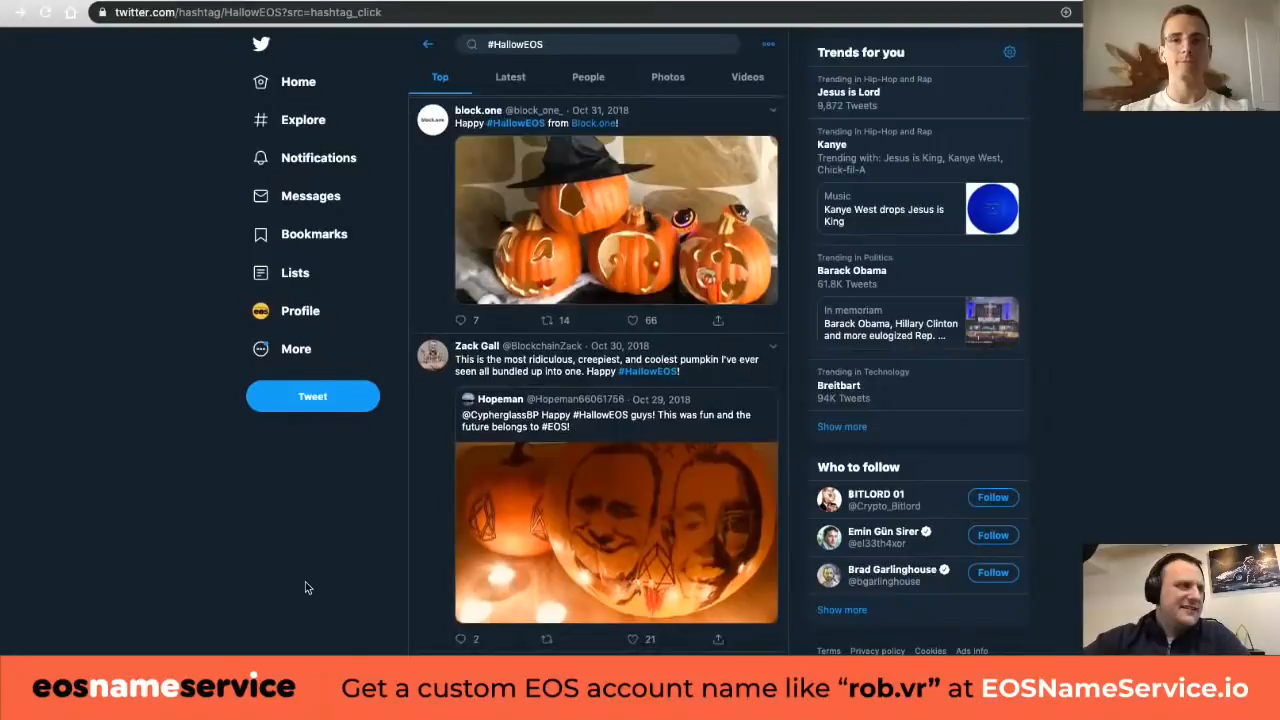 twitter.com/hashtag/HallowEOS?src=hashtag_click
Home
Explore
Notifications
Messages
Bookmarks
Lists
Profile
More
Tweet
#HallowEOS
Top
Latest
People
Photos
Videos
block.one @block_one_ · Oct 31, 2018
Happy #HallowEOS from Block.one!
7
14
66
Zack Gall @BlockchainZack · Oct 30, 2018
This is the most ridiculous, creepiest, and coolest pumpkin I've ever
seen all bundled up into one. Happy #HallowEOS!
Hopeman @Hopeman66061756 · Oct 29, 2018
@CypherglassBP Happy #HallowEOS guys! This was fun and the
future belongs to #EOS!
2
21
Trends for you
Trending in Hip-Hop and Rap
Jesus is Lord
9,872 Tweets
Trending in Hip-Hop and Rap
Kanye
Trending with: Jesus is King, Kanye West,
Chick-fil-A
Music
Kanye West drops Jesus is
King
Trending in Politics
Barack Obama
61.8K Tweets
In memoriam
Barack Obama, Hillary Clinton
and more eulogized Rep. ...
Trending in Technology
Breitbart
94K Tweets
Show more
Who to follow
BITLORD 01
@Crypto_Bitlord
Follow
Emin Gün Sirer
@el33th4xor
Follow
Brad Garlinghouse
@bgarlinghouse
Follow
Show more
Terms Privacy policy Cookies Ads info
eosnameservice
Get a custom EOS account name like “rob.vr” at EOSNameService.io